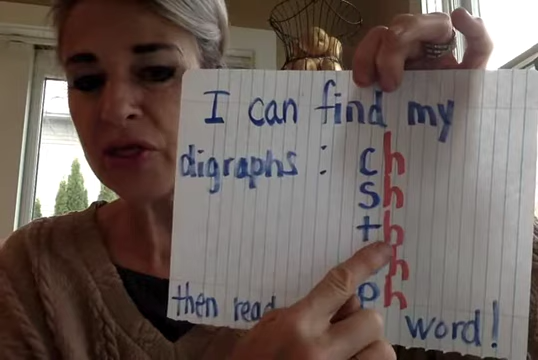 I can find my
digraphs : ch
sh
th
h
then read ph
word!